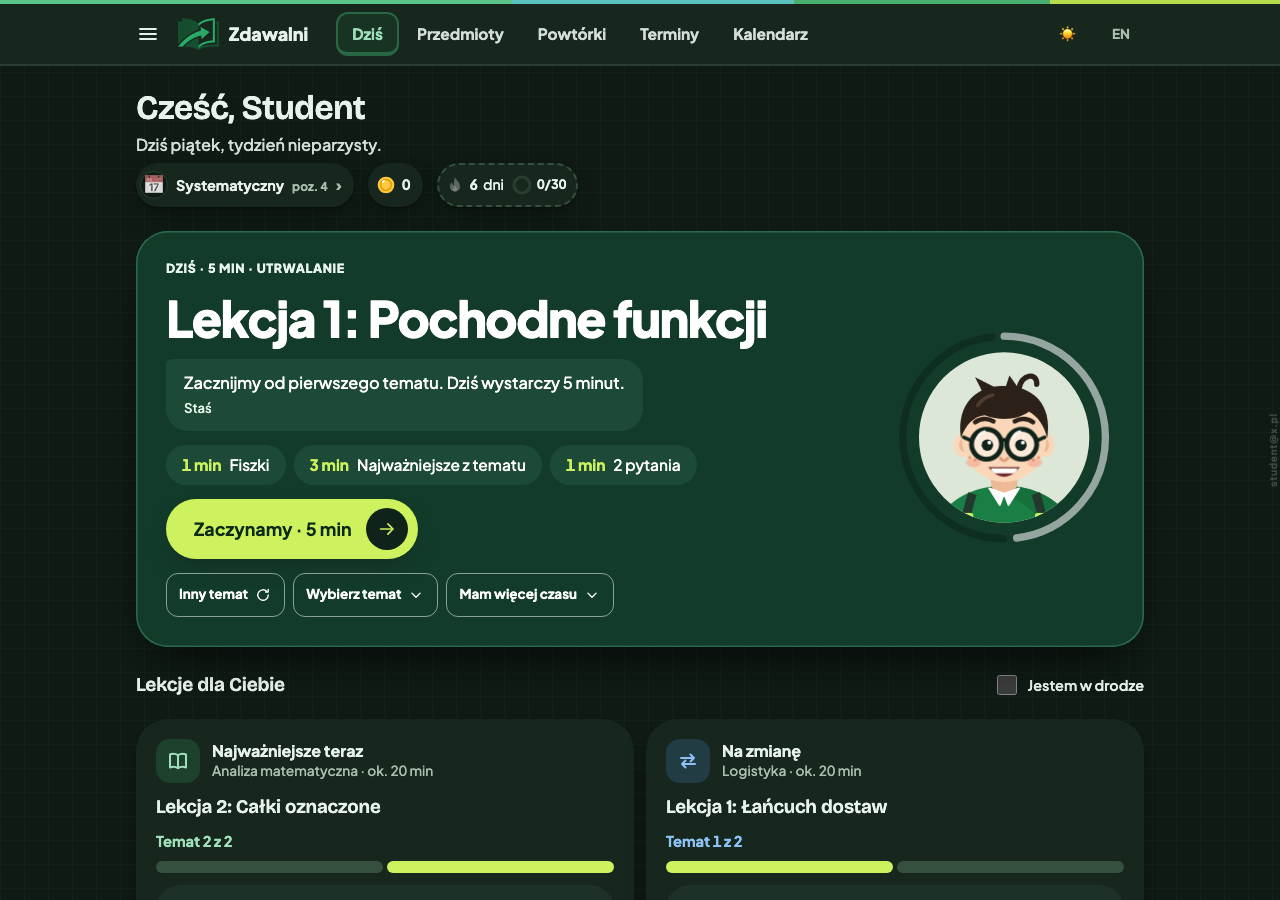 Zdawalni
Dziś
Przedmioty
Powtórki
Terminy
Kalendarz
EN
Cześć, Student
Dziś piątek, tydzień nieparzysty.
17 Systematyczny poz. 4 ›
0
6 dni 0/30
DZIŚ · 5 MIN · UTRWALANIE
Lekcja 1: Pochodne funkcji
Zacznijmy od pierwszego tematu. Dziś wystarczy 5 minut.
Staś
1 min Fiszki
3 min Najważniejsze z tematu
1 min 2 pytania
Zaczynamy · 5 min
Inny temat
Wybierz temat
Mam więcej czasu
student@x.pl
Lekcje dla Ciebie
Jestem w drodze
Najważniejsze teraz
Analiza matematyczna · ok. 20 min
Lekcja 2: Całki oznaczone
Temat 2 z 2
Na zmianę
Logistyka · ok. 20 min
Lekcja 1: Łańcuch dostaw
Temat 1 z 2